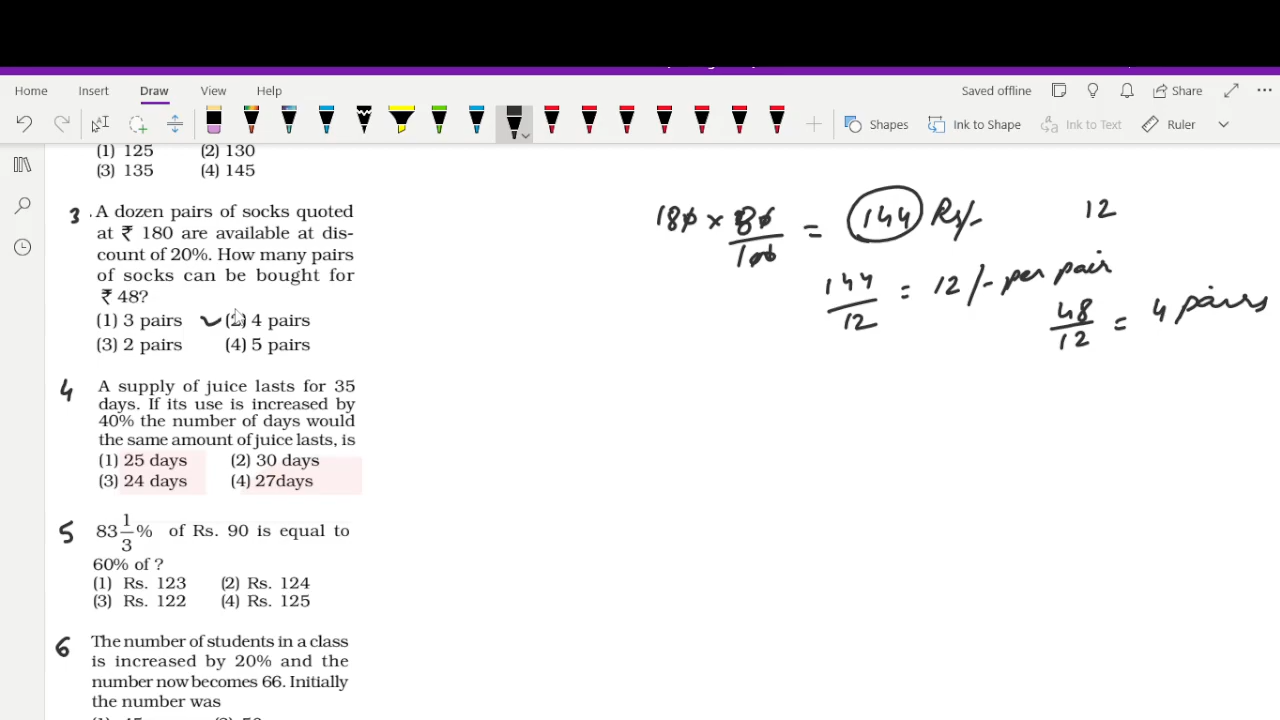 Home Insert Draw View Help Saved offline Share
Shapes Ink to Shape Ink to Text Ruler
(1) 125 (2) 130
(3) 135 (4) 145
3 . A dozen pairs of socks quoted
at ₹ 180 are available at dis-
count of 20%. How many pairs
of socks can be bought for
₹ 48?
(1) 3 pairs (2) 4 pairs
(3) 2 pairs (4) 5 pairs
4 A supply of juice lasts for 35
days. If its use is increased by
40% the number of days would
the same amount of juice lasts, is
(1) 25 days (2) 30 days
(3) 24 days (4) 27days
5 83 1/3 % of Rs. 90 is equal to
60% of ?
(1) Rs. 123 (2) Rs. 124
(3) Rs. 122 (4) Rs. 125
6 The number of students in a class
is increased by 20% and the
number now becomes 66. Initially
the number was
180 × 80/100 = 144 Rs/- 12
144/12 = 12/- per pair
48/12 = 4 pairs